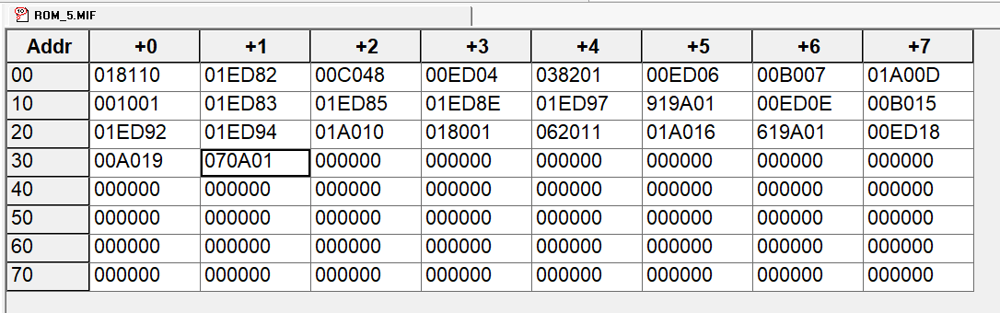 ROM_5.MIF
Addr +0 +1 +2 +3 +4 +5 +6 +7
00 018110 01ED82 00C048 00ED04 038201 00ED06 00B007 01A00D
10 001001 01ED83 01ED85 01ED8E 01ED97 919A01 00ED0E 00B015
20 01ED92 01ED94 01A010 018001 062011 01A016 619A01 00ED18
30 00A019 070A01 000000 000000 000000 000000 000000 000000
40 000000 000000 000000 000000 000000 000000 000000 000000
50 000000 000000 000000 000000 000000 000000 000000 000000
60 000000 000000 000000 000000 000000 000000 000000 000000
70 000000 000000 000000 000000 000000 000000 000000 000000